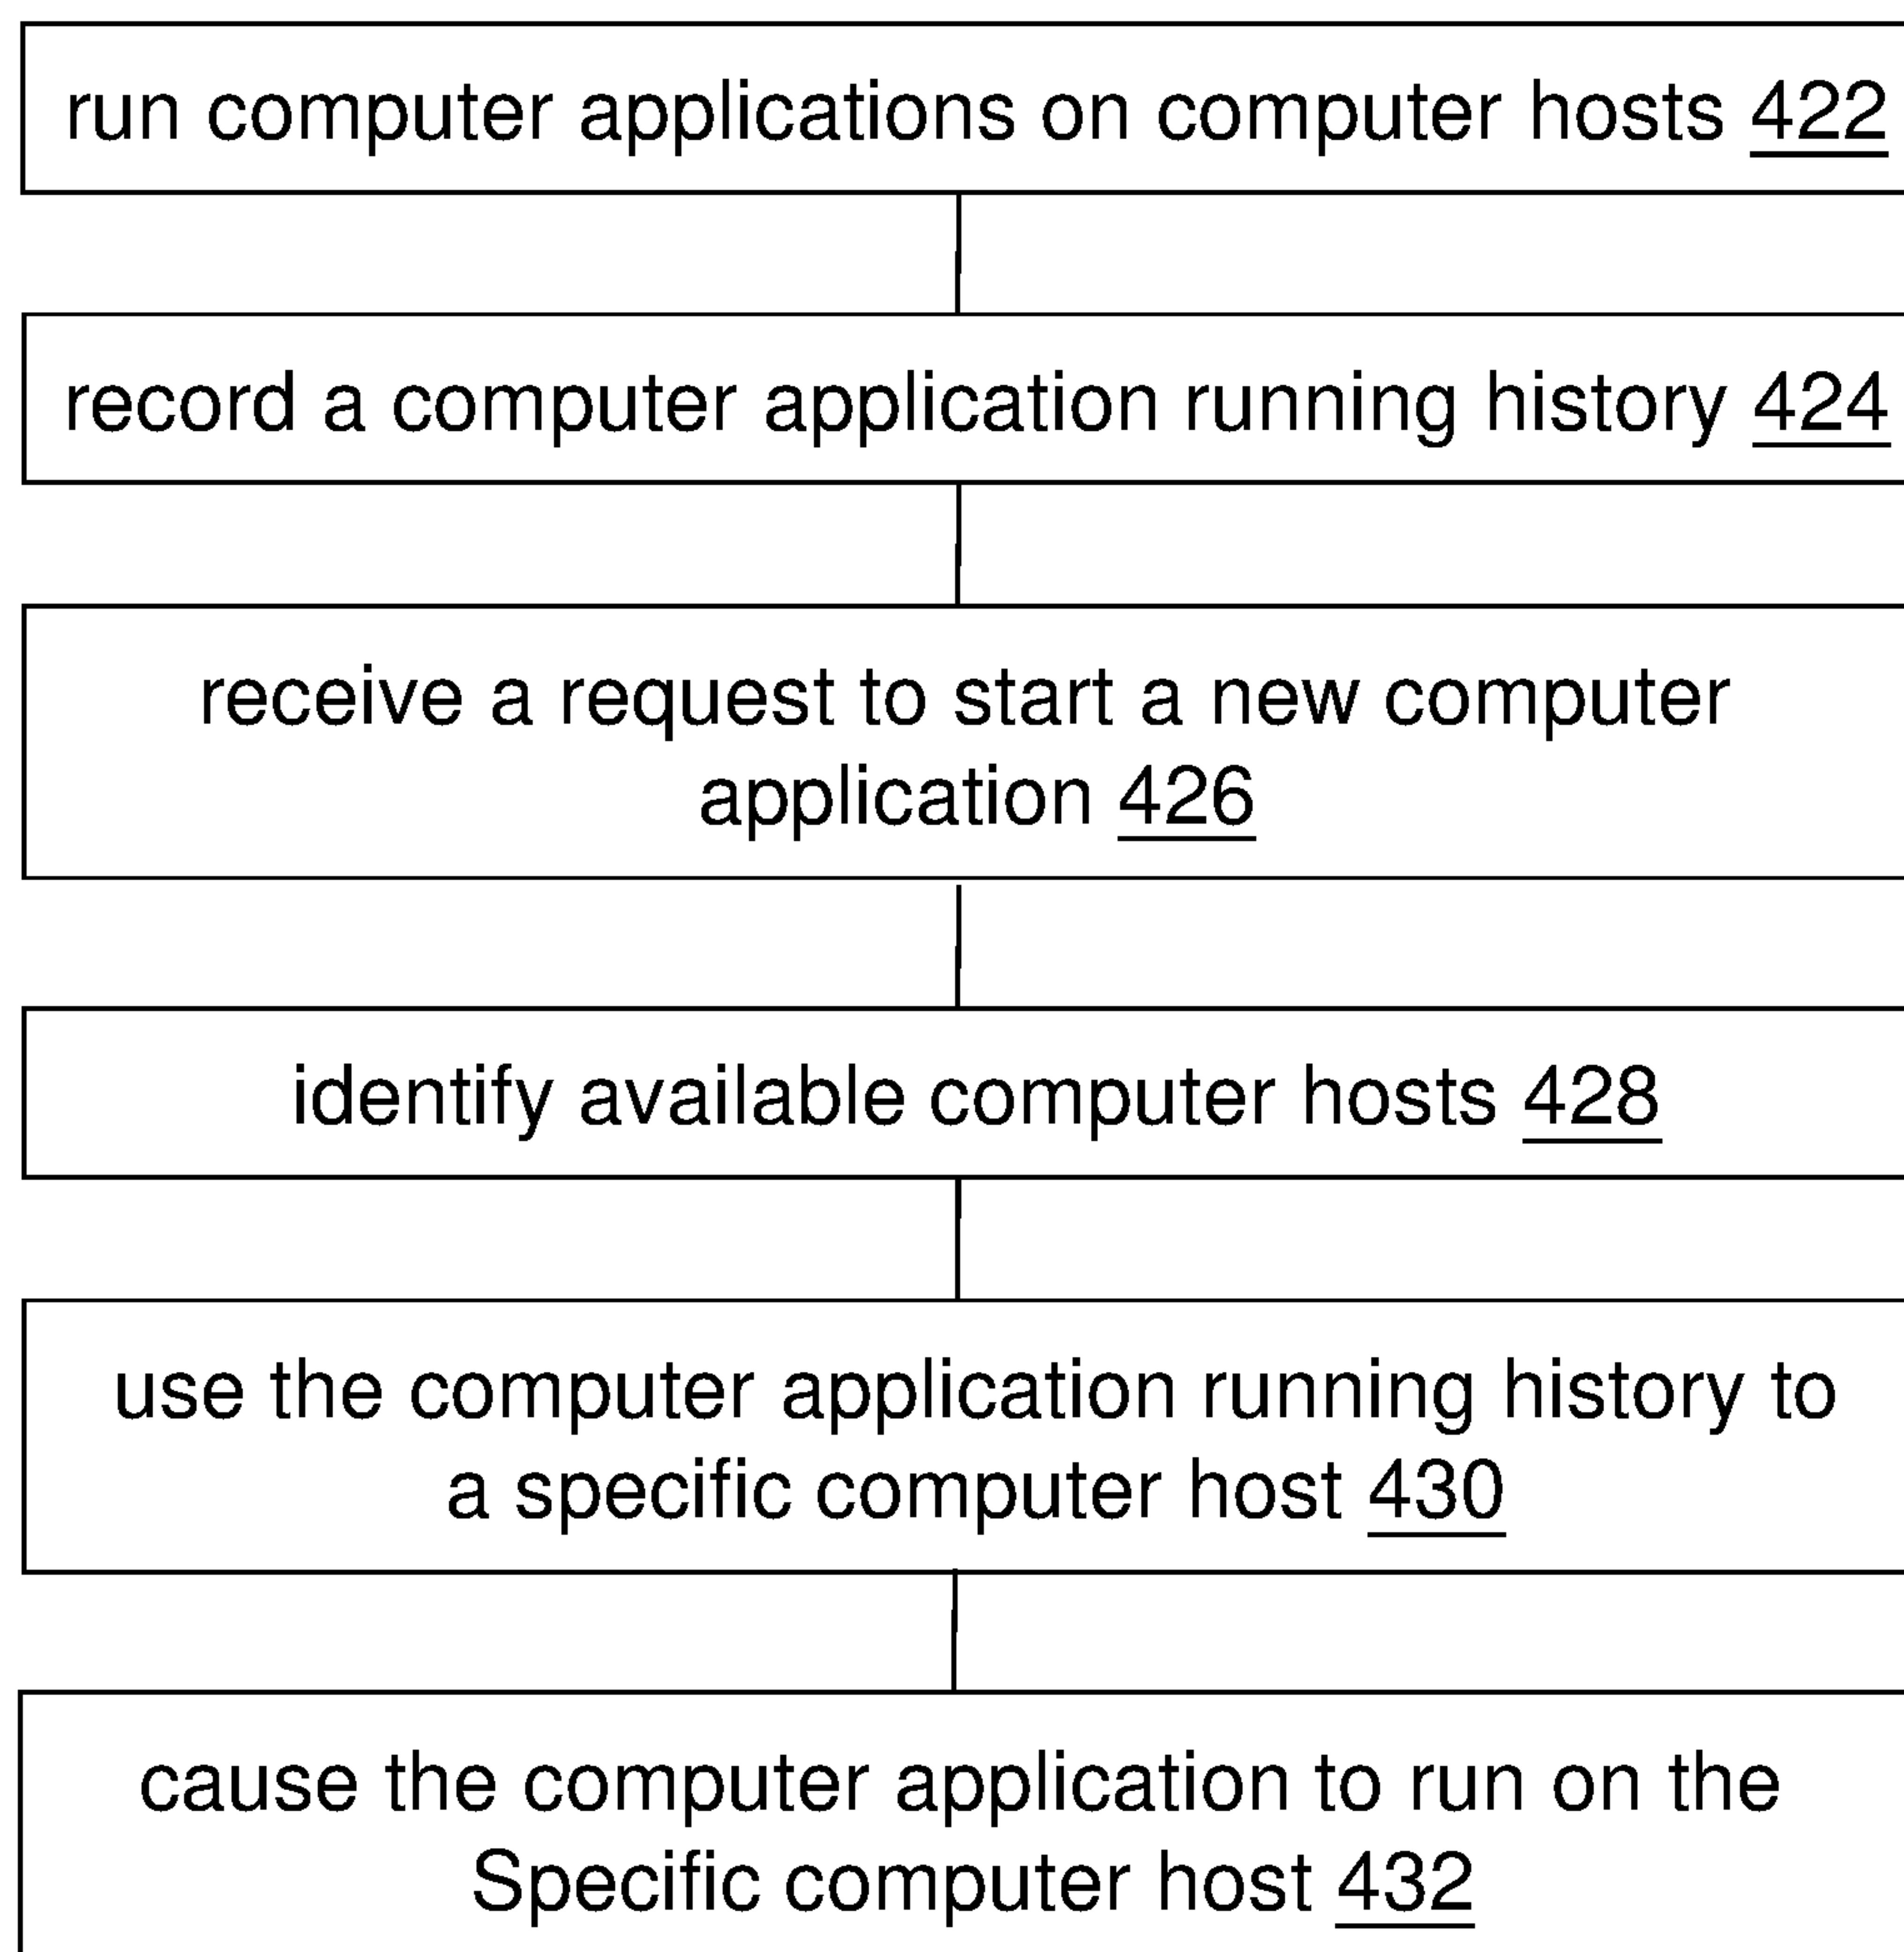 run computer applications on computer hosts 422
record a computer application running history 424
receive a request to start a new computer
application 426
identify available computer hosts 428
use the computer application running history to
a specific computer host 430
cause the computer application to run on the
Specific computer host 432